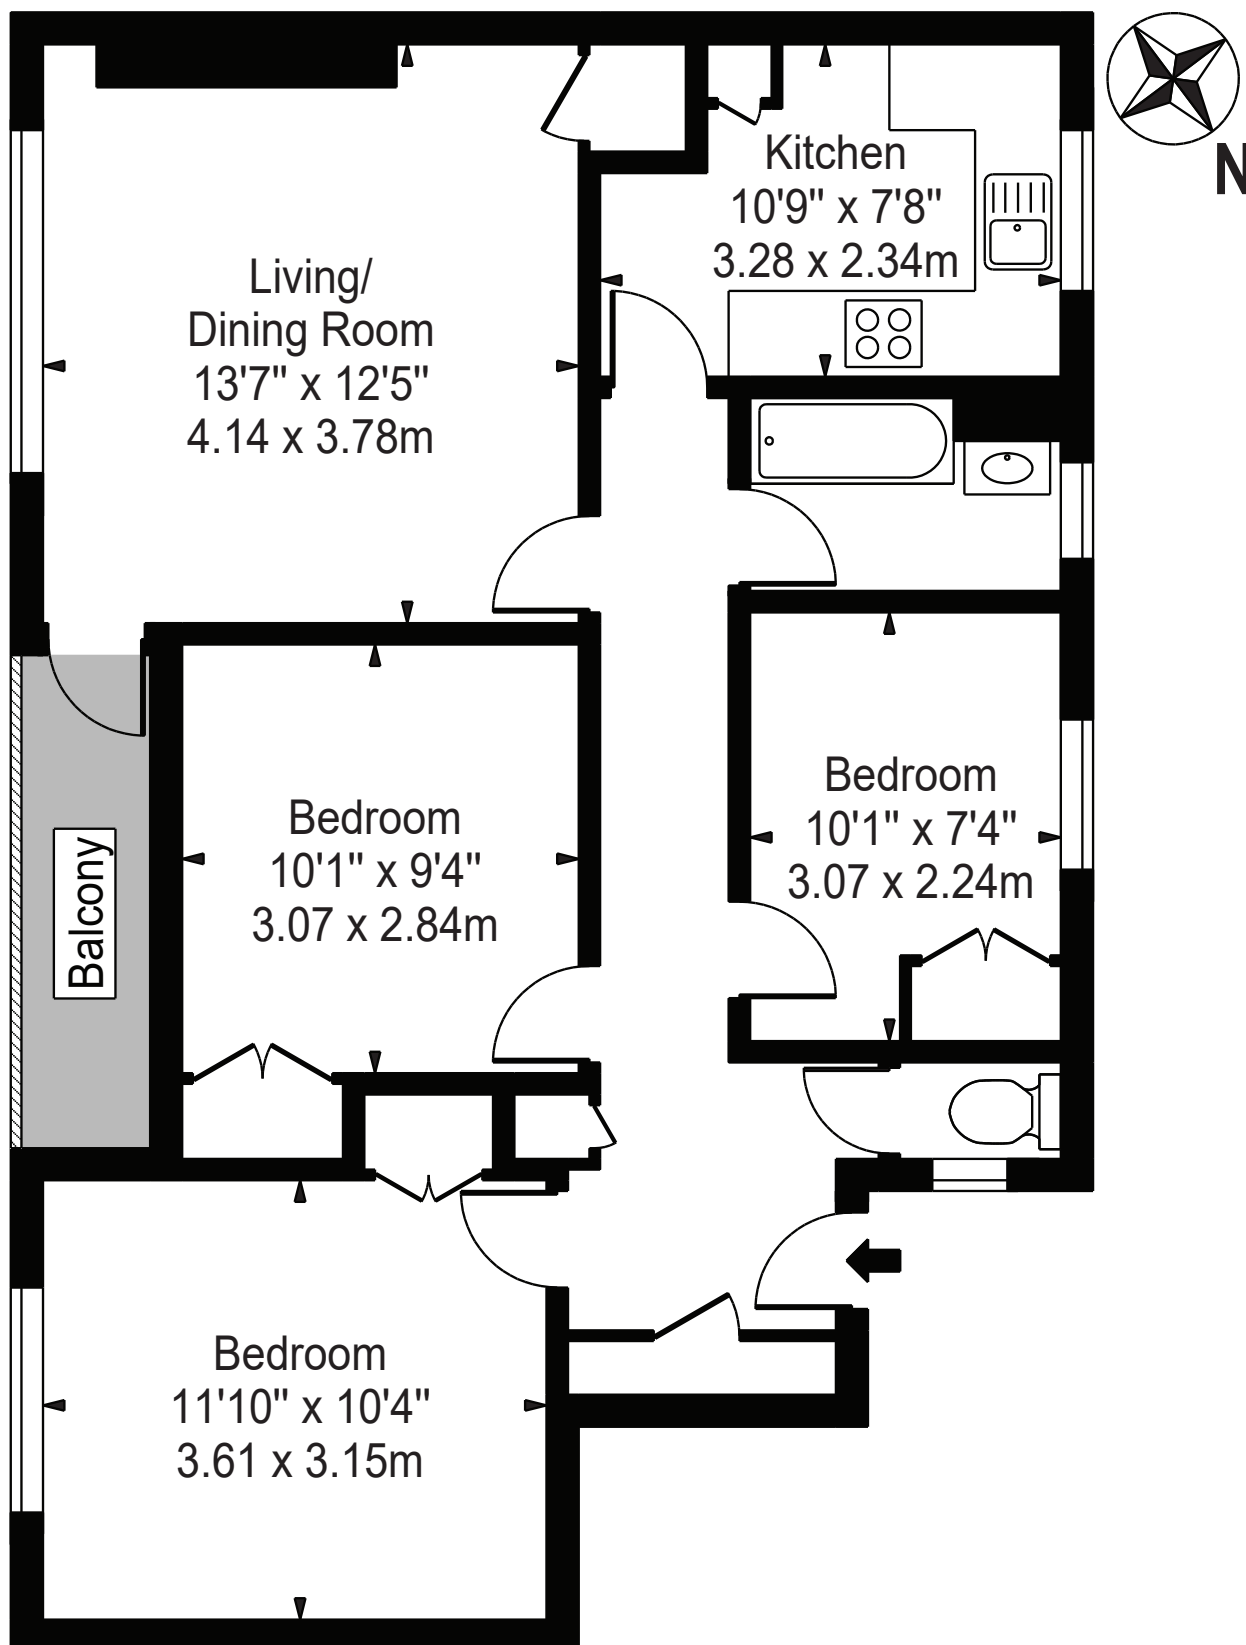 N
Kitchen
10'9" x 7'8"
3.28 x 2.34m
Living/
Dining Room
13'7" x 12'5"
4.14 x 3.78m
Bedroom
10'1" x 7'4"
3.07 x 2.24m
Bedroom
10'1" x 9'4"
3.07 x 2.84m
Balcony
Bedroom
11'10" x 10'4"
3.61 x 3.15m